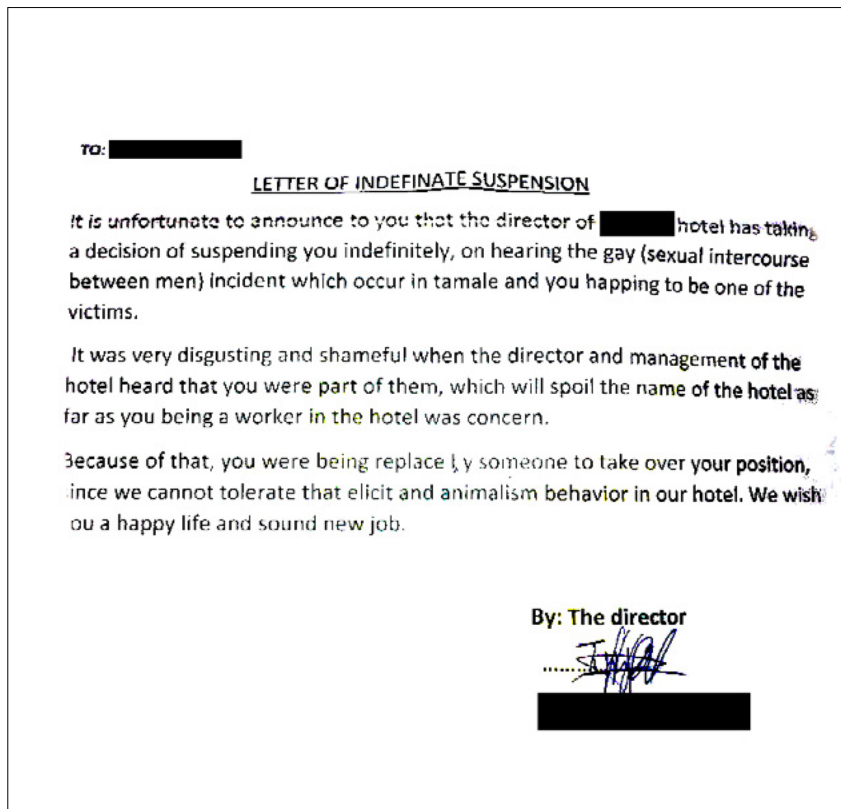 TO:
LETTER OF INDEFINATE SUSPENSION
It is unfortunate to announce to you that the director of hotel has taking
a decision of suspending you indefinitely, on hearing the gay (sexual intercourse
between men) incident which occur in tamale and you happing to be one of the
victims.
It was very disgusting and shameful when the director and management of the
hotel heard that you were part of them, which will spoil the name of the hotel as
far as you being a worker in the hotel was concern.
Because of that, you were being replace by someone to take over your position,
ince we cannot tolerate that elicit and animalism behavior in our hotel. We wish
ou a happy life and sound new job.
By: The director